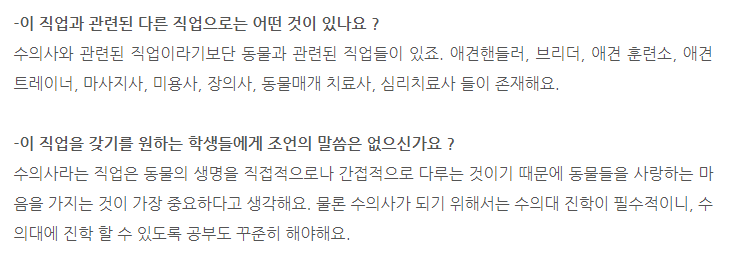 -이 직업과 관련된 다른 직업으로는 어떤 것이 있나요 ?
수의사와 관련된 직업이라기보단 동물과 관련된 직업들이 있죠. 애견핸들러, 브리더, 애견 훈련소, 애견
트레이너, 마사지사, 미용사, 장의사, 동물매개 치료사, 심리치료사 들이 존재해요.
-이 직업을 갖기를 원하는 학생들에게 조언의 말씀은 없으신가요 ?
수의사라는 직업은 동물의 생명을 직접적으로나 간접적으로 다루는 것이기 때문에 동물들을 사랑하는 마
음을 가지는 것이 가장 중요하다고 생각해요. 물론 수의사가 되기 위해서는 수의대 진학이 필수적이니, 수
의대에 진학 할 수 있도록 공부도 꾸준히 해야해요.